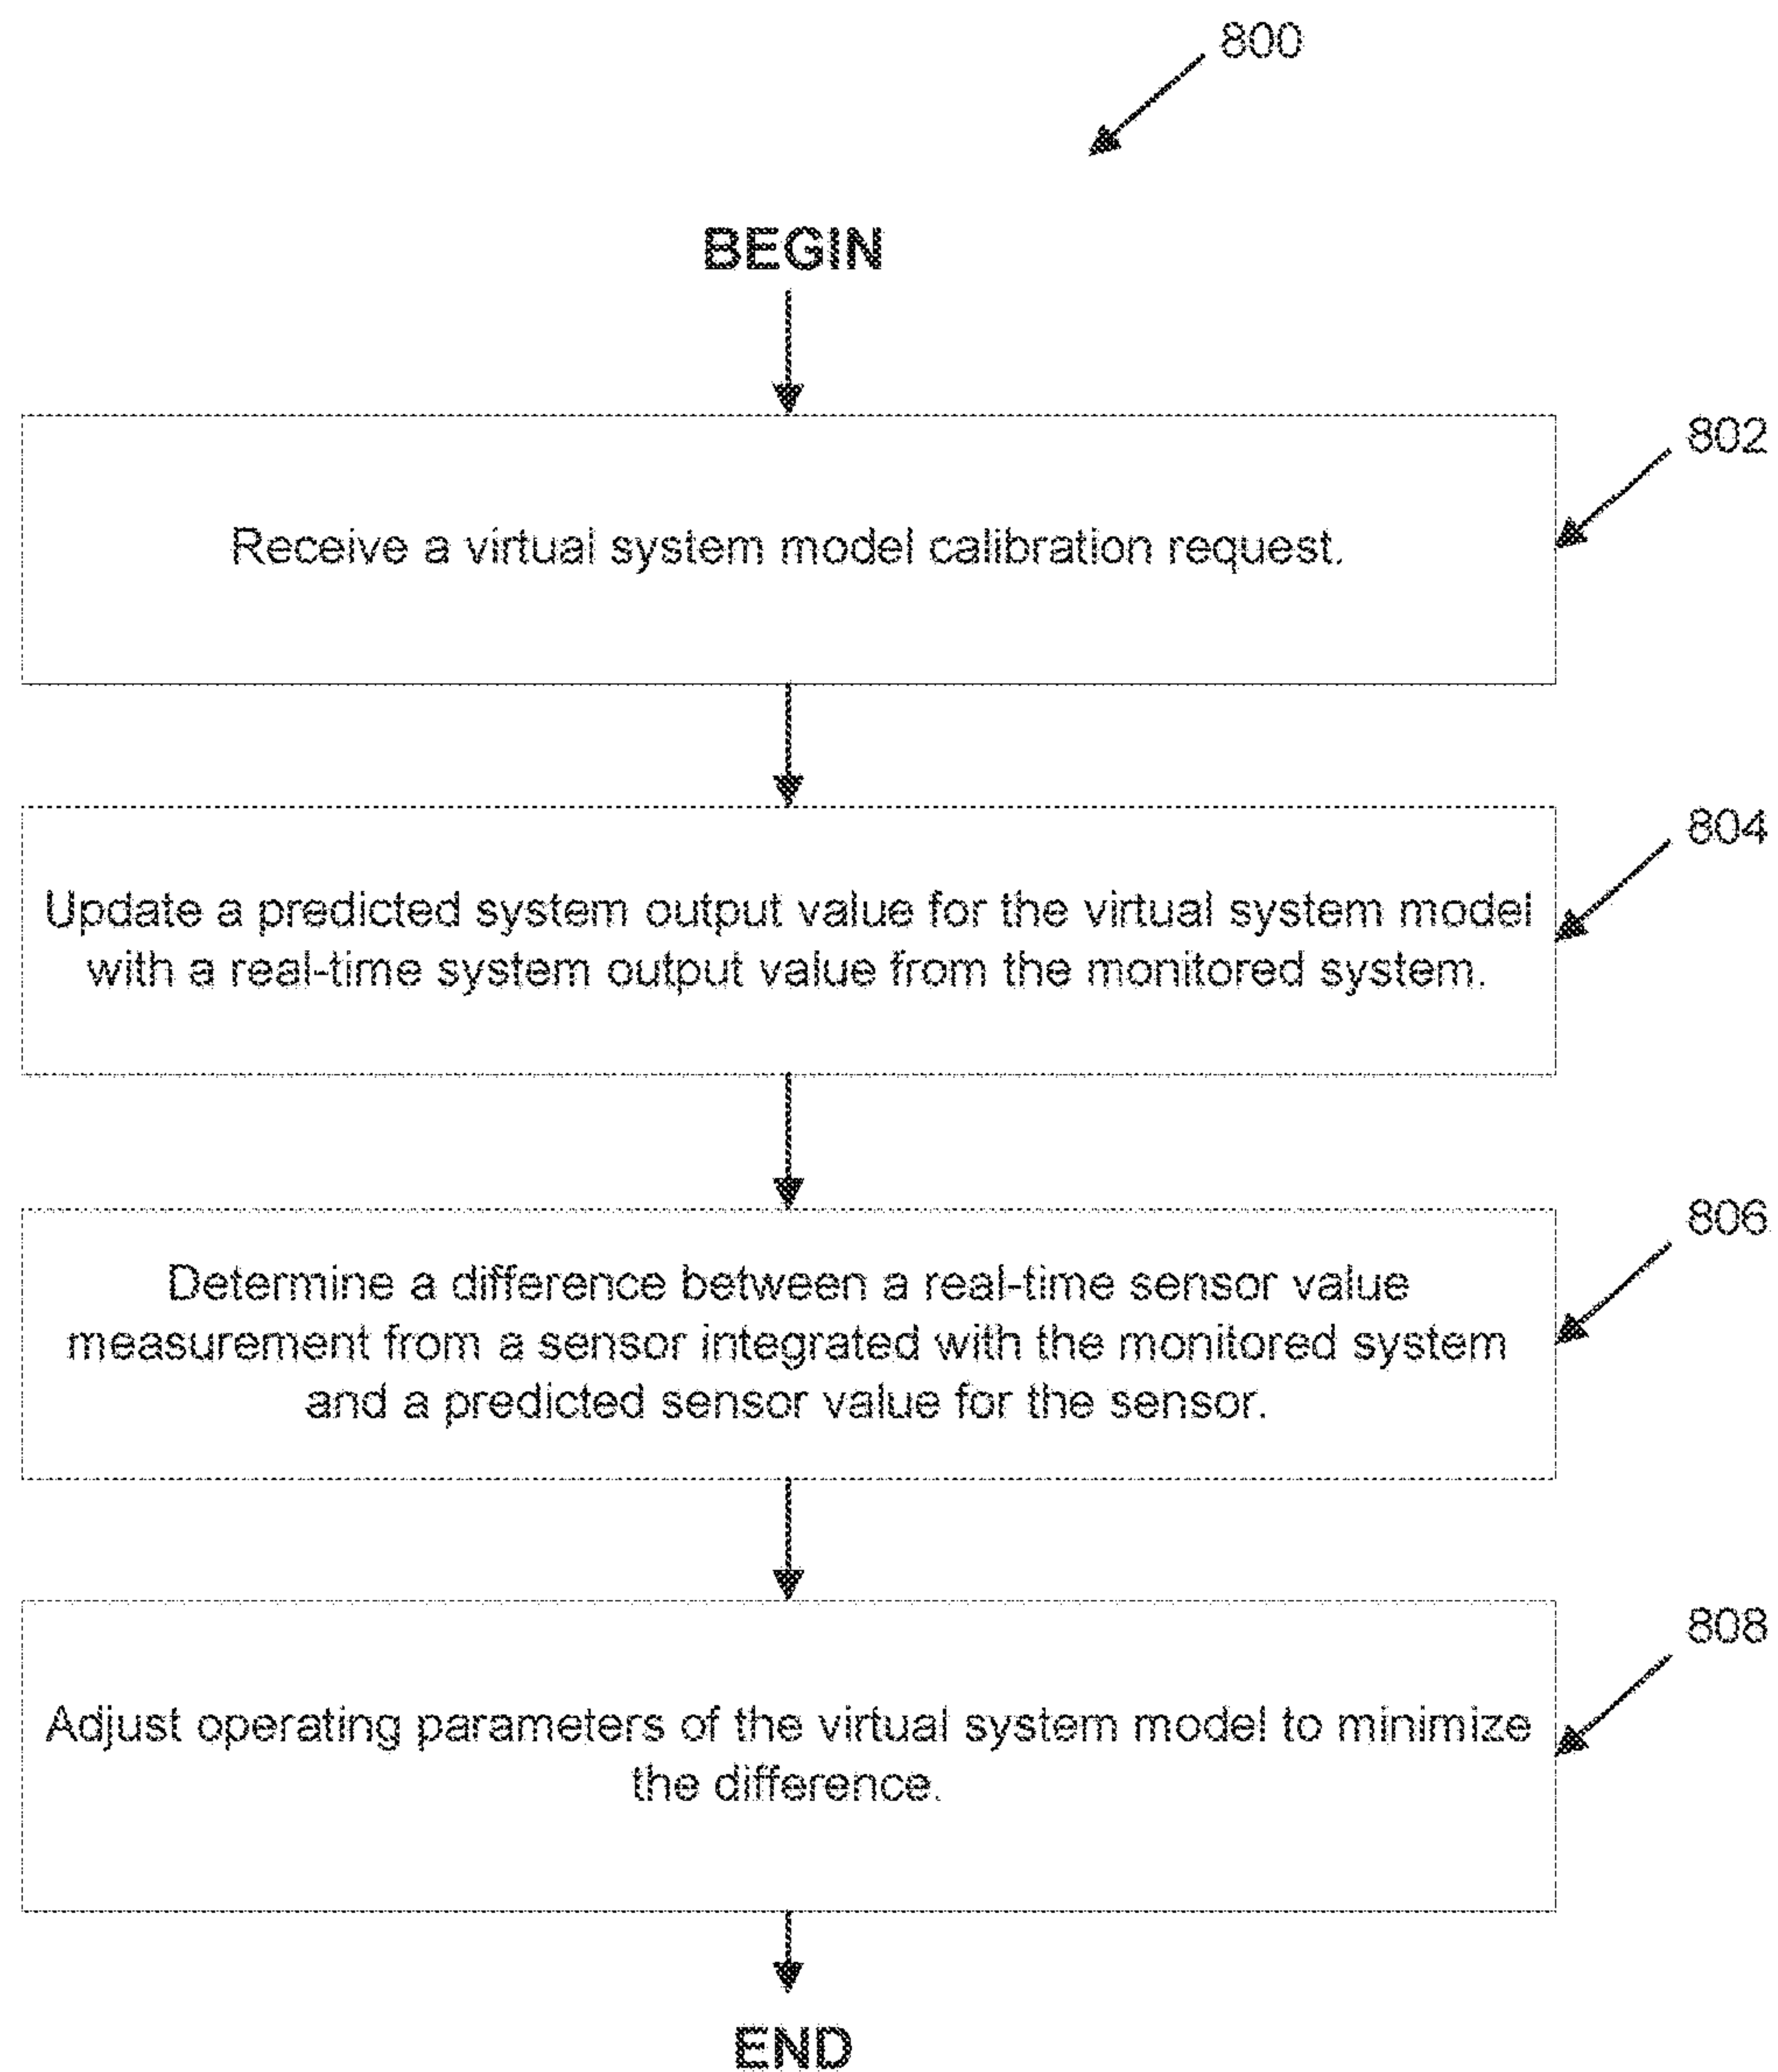 800
BEGIN
802
Receive a virtual system model calibration request.
804
Update a predicted system output value for the virtual system model
with a real-time system output value from the monitored system.
806
Determine a difference between a real-time sensor value
measurement from a sensor integrated with the monitored system
and a predicted sensor value for the sensor.
808
Adjust operating parameters of the virtual system model to minimize
the difference.
END